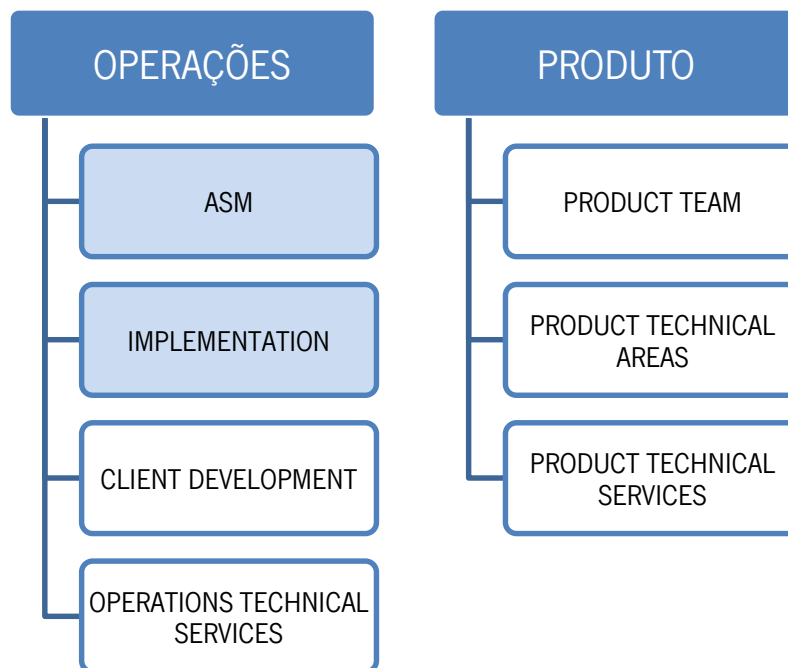 OPERAÇÕES
ASM
IMPLEMENTATION
CLIENT DEVELOPMENT
OPERATIONS TECHNICAL
SERVICES
PRODUTO
PRODUCT TEAM
PRODUCT TECHNICAL
AREAS
PRODUCT TECHNICAL
SERVICES